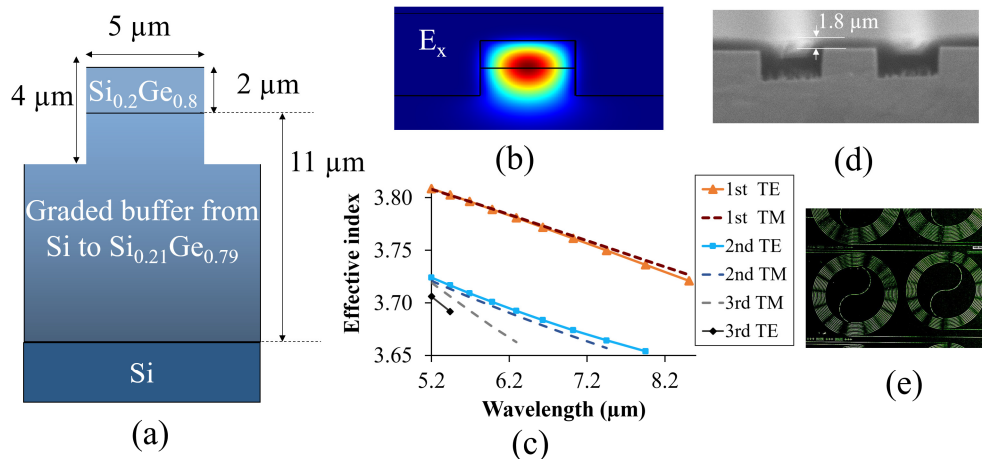 5 µm
Si0.2Ge0.8
2 µm
4 µm
11 µm
Graded buffer from
Si to Si0.21Ge0.79
Si
(a)
Ex
(b)
1.8 µm
(d)
3.80
3.75
3.70
3.65
Effective index
5.2 6.2 7.2 8.2
Wavelength (µm)
(c)
1st TE
1st TM
2nd TE
2nd TM
3rd TM
3rd TE
(e)